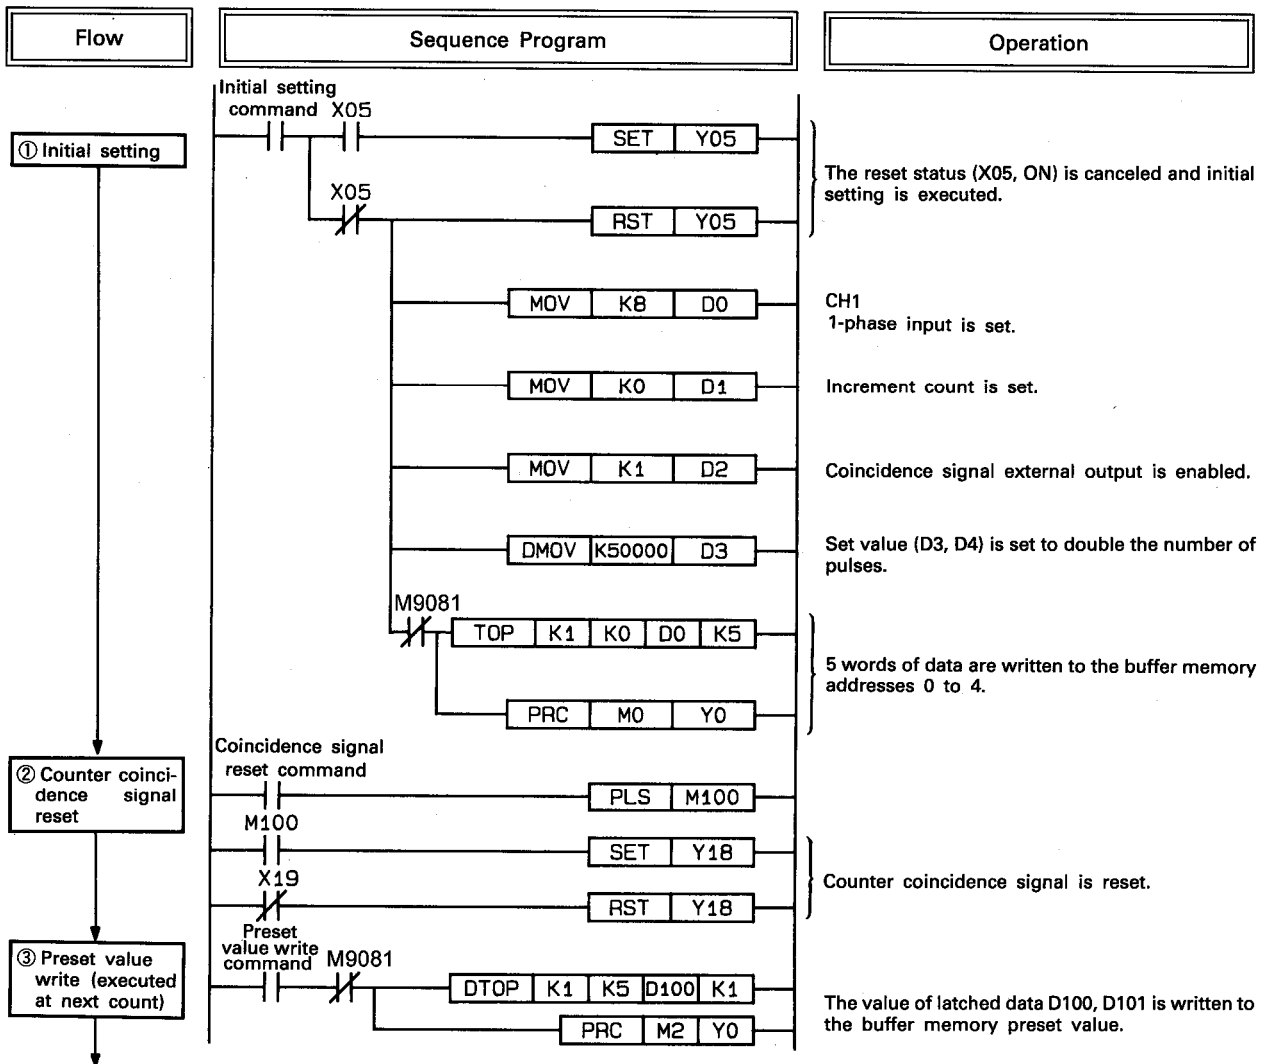 Flow
Sequence Program
Operation
Initial setting
command X05
① Initial setting
SET Y05
The reset status (X05, ON) is canceled and initial
setting is executed.
X05
RST Y05
MOV K8 D0
CH1
1-phase input is set.
MOV K0 D1
Increment count is set.
MOV K1 D2
Coincidence signal external output is enabled.
DMOV K50000 D3
Set value (D3, D4) is set to double the number of
pulses.
M9081
TOP K1 K0 D0 K5
5 words of data are written to the buffer memory
addresses 0 to 4.
PRC M0 Y0
② Counter coinci-
dence signal
reset
Coincidence signal
reset command
PLS M100
M100
SET Y18
Counter coincidence signal is reset.
X19
RST Y18
③ Preset value
write (executed
at next count)
Preset
value write
command
M9081
DTOP K1 K5 D100 K1
The value of latched data D100, D101 is written to
the buffer memory preset value.
PRC M2 Y0